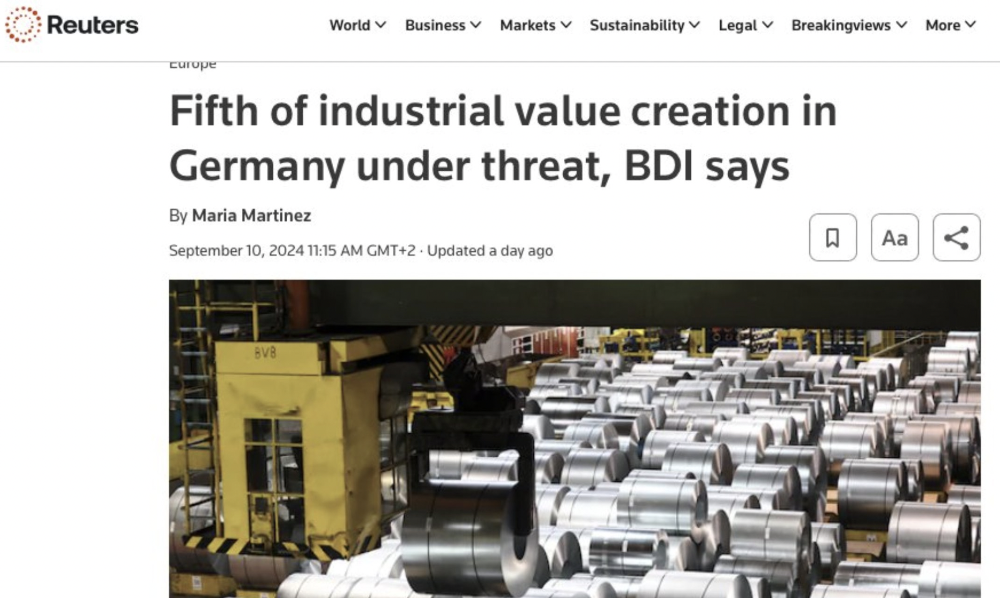 Reuters
World Business Markets Sustainability Legal Breakingviews More
Europe
Fifth of industrial value creation in
Germany under threat, BDI says
By Maria Martinez
September 10, 2024 11:15 AM GMT+2 · Updated a day ago
Aa
BVB